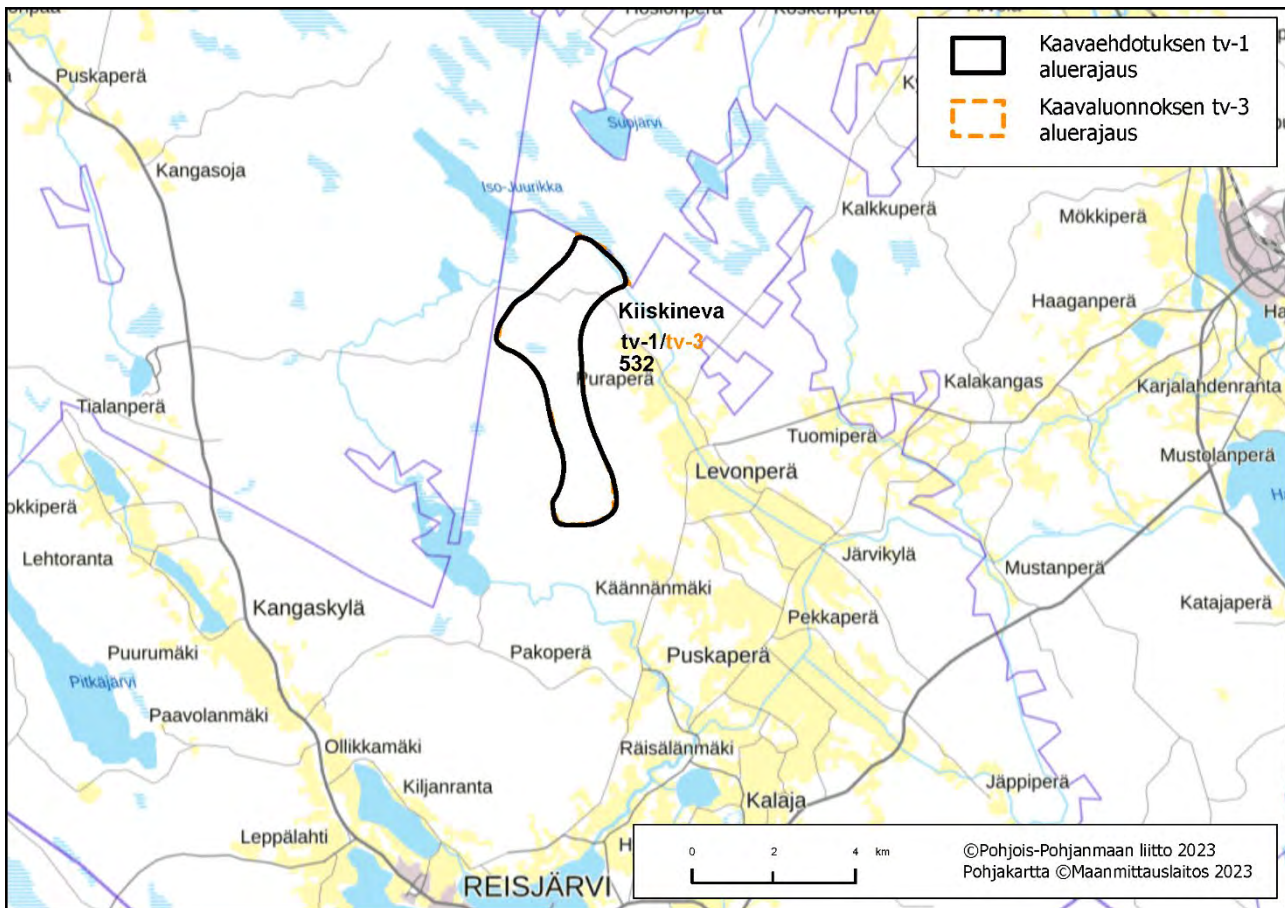 Kaavaehdotuksen tv-1
aluerajaus
Kaavaluonnoksen tv-3
aluerajaus
Puskaperä
Kangasoja
Suojärvi
Iso-Juurikka
Kalkkuperä
Mökkiperä
Haaganperä
Kiiskineva
tv-1/tv-3
532
Puraperä
Kalakangas
Karjalahdenranta
Tialanperä
Tuomiperä
Mustolanperä
Levonperä
Lehtoranta
Järvikylä
Mustanperä
Käännänmäki
Kangaskylä
Pekkaperä
Katajaperä
Puurumäki
Pakoperä
Puskaperä
Pitkäjärvi
Paavolanmäki
Ollikkamäki
Räisälänmäki
Kiljanranta
Jäppiperä
Kalaja
Leppälahti
REISJÄRVI
0 2 4 km
©Pohjois-Pohjanmaan liitto 2023
Pohjakartta ©Maanmittauslaitos 2023